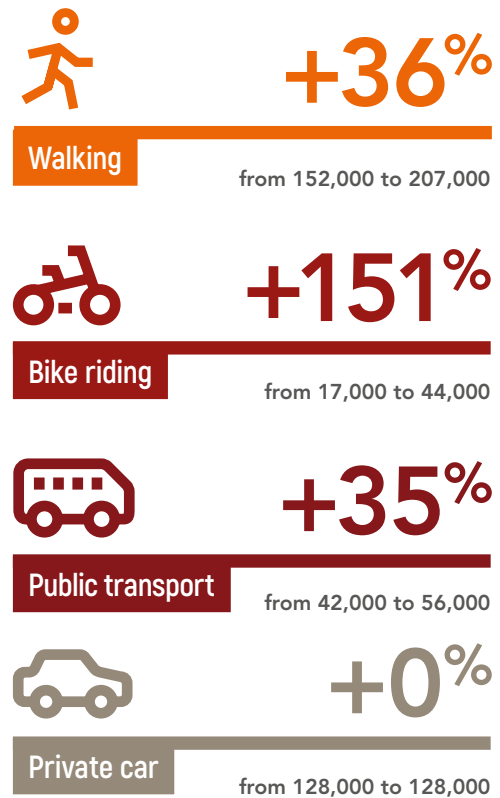 +36%
Walking
from 152,000 to 207,000
+151%
Bike riding
from 17,000 to 44,000
+35%
Public transport
from 42,000 to 56,000
+0%
Private car
from 128,000 to 128,000